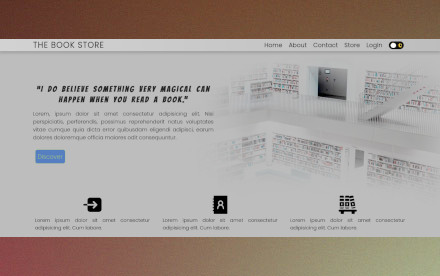 THE BOOK STORE
Home About Contact Store Login
"I DO BELIEVE SOMETHING VERY MAGICAL CAN
HAPPEN WHEN YOU READ A BOOK."
Lorem, ipsum dolor sit amet consectetur adipisicing elit. Nisi
perspiciatis, perferendis, possimus reprehenderit natus voluptates
vitae cumque quia dicta error quibusdam eligendi adipisci, earum
dolores doloremque officia maiores odit consequuntur.
Discover
Lorem ipsum dolor sit amet consectetur
adipisicing elit. Cum labore
Lorem ipsum dolor sit amet consectetur
adipisicing elit. Cum labore
Lorem ipsum dolor sit amet consectetur
adipisicing elit. Cum labore